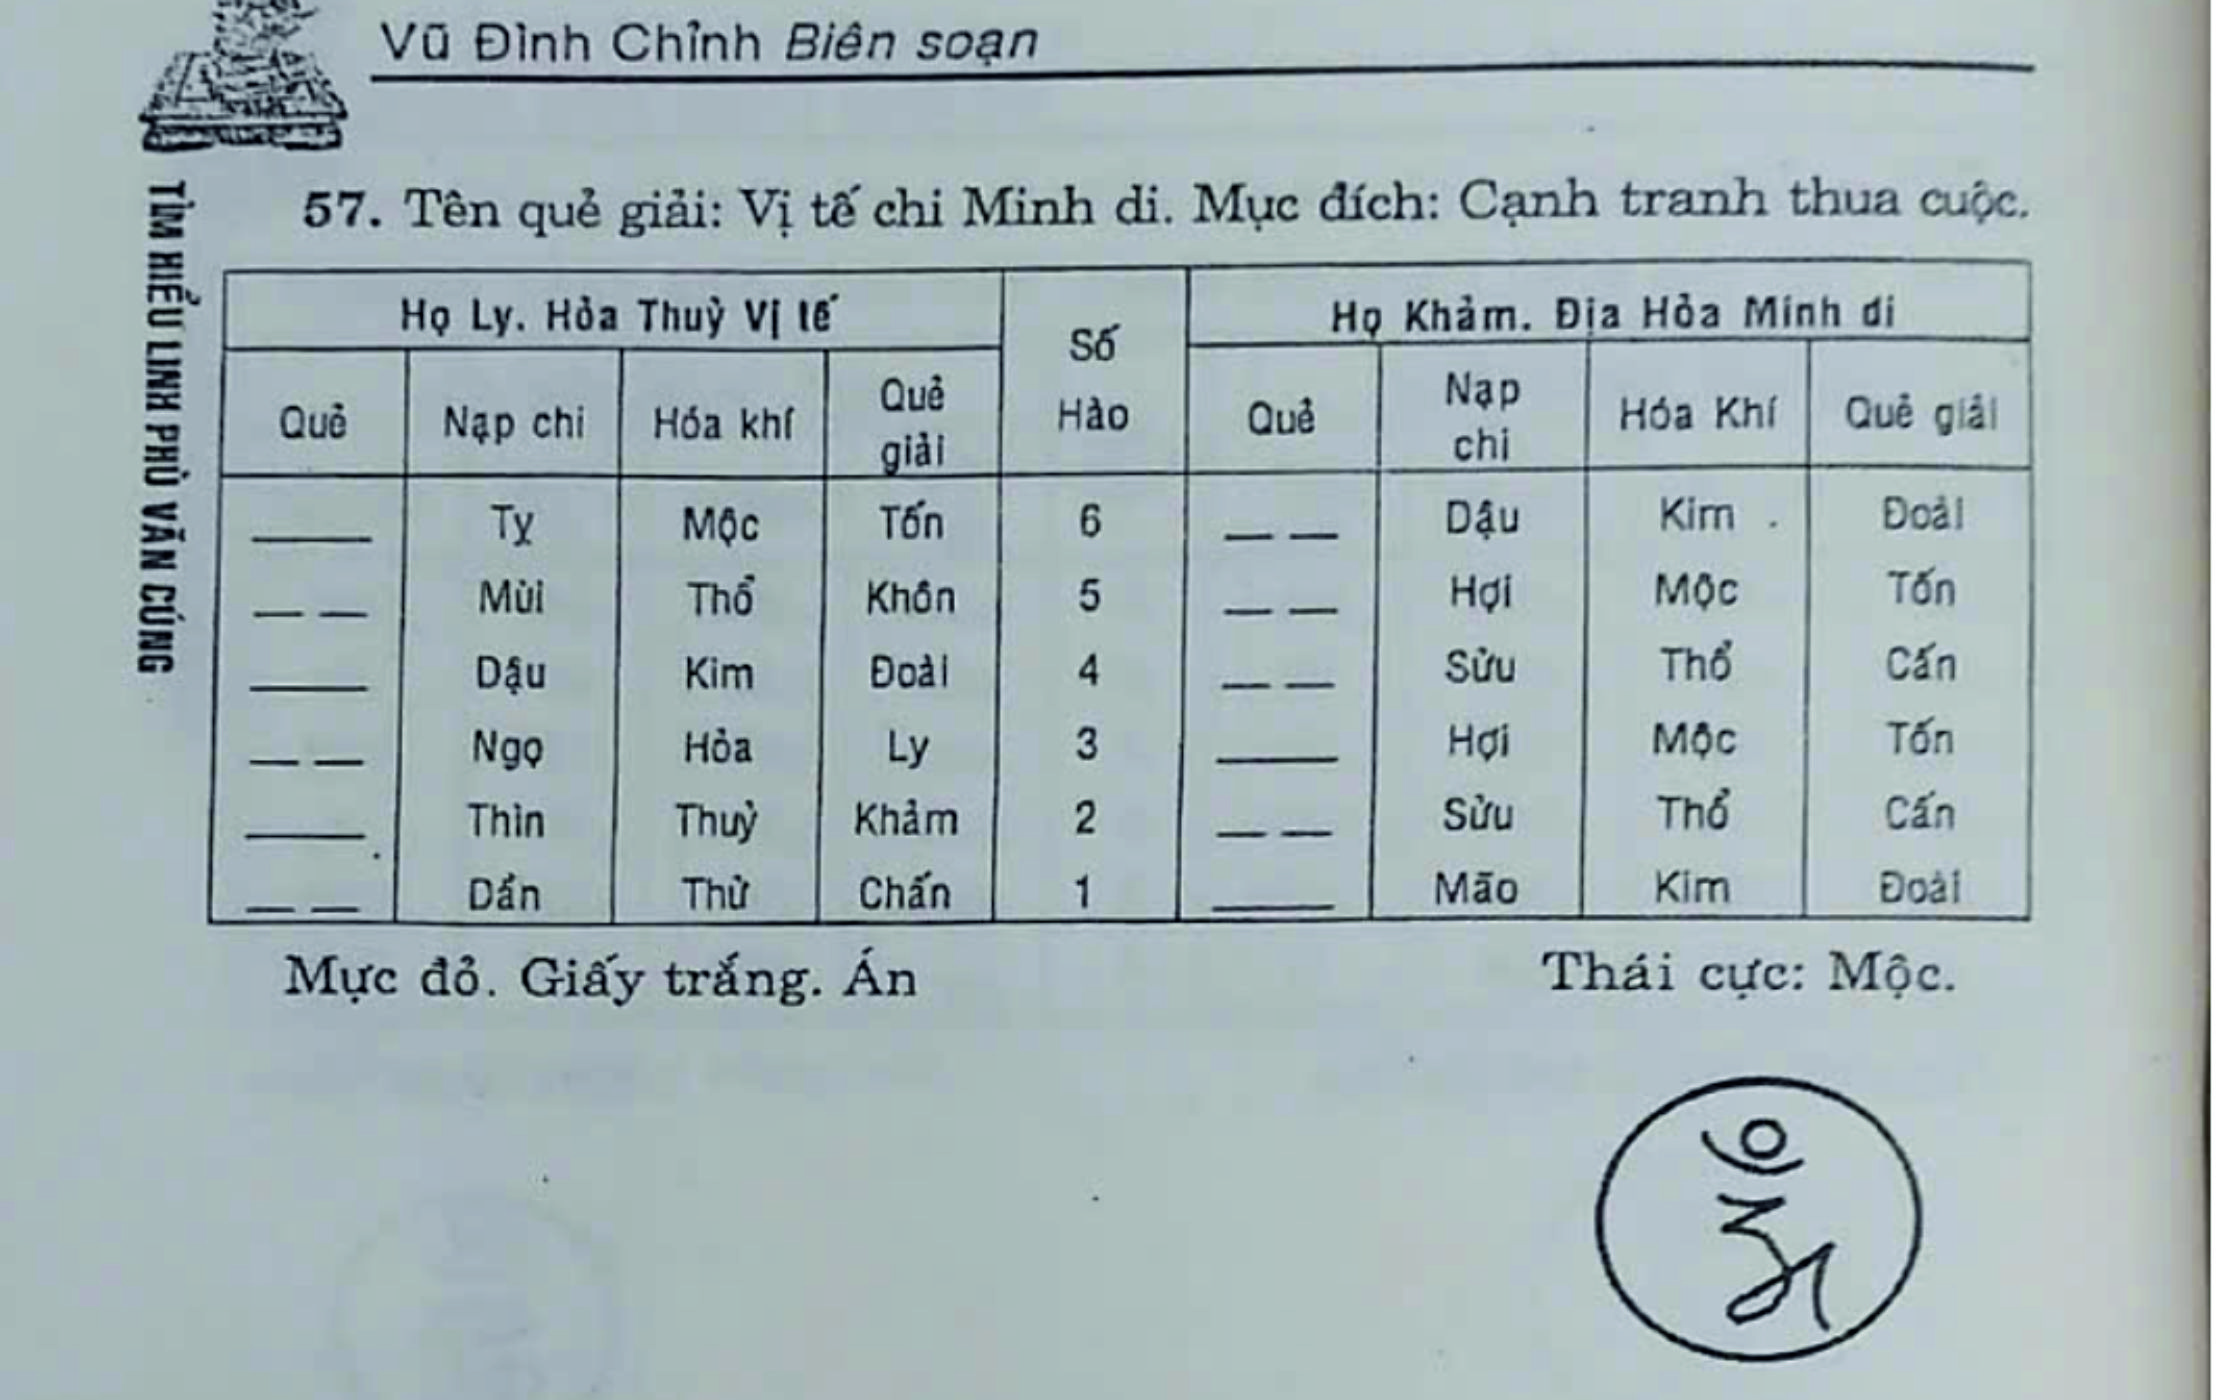 Vũ Đình Chỉnh Biên soạn
TÌM HIỂU LINH PHÙ VĂN CÚNG
57. Tên quẻ giải: Vị tế chi Minh di. Mục đích: Cạnh tranh thua cuộc.
Họ Ly. Hỏa Thuỷ Vị tế Số Hào Họ Khảm. Địa Hỏa Minh di
Quẻ Nạp chi Hóa khí Quẻ giải Quẻ Nạp chi Hóa Khí Quẻ giải
Tỵ Mộc Tốn 6 Dậu Kim Đoài
Mùi Thổ Khôn 5 Hợi Mộc Tốn
Dậu Kim Đoài 4 Sửu Thổ Cấn
Ngọ Hỏa Ly 3 Hợi Mộc Tốn
Thìn Thuỷ Khảm 2 Sửu Thổ Cấn
Dần Thử Chấn 1 Mão Kim Đoài
Mực đỏ. Giấy trắng. Án Thái cực: Mộc.